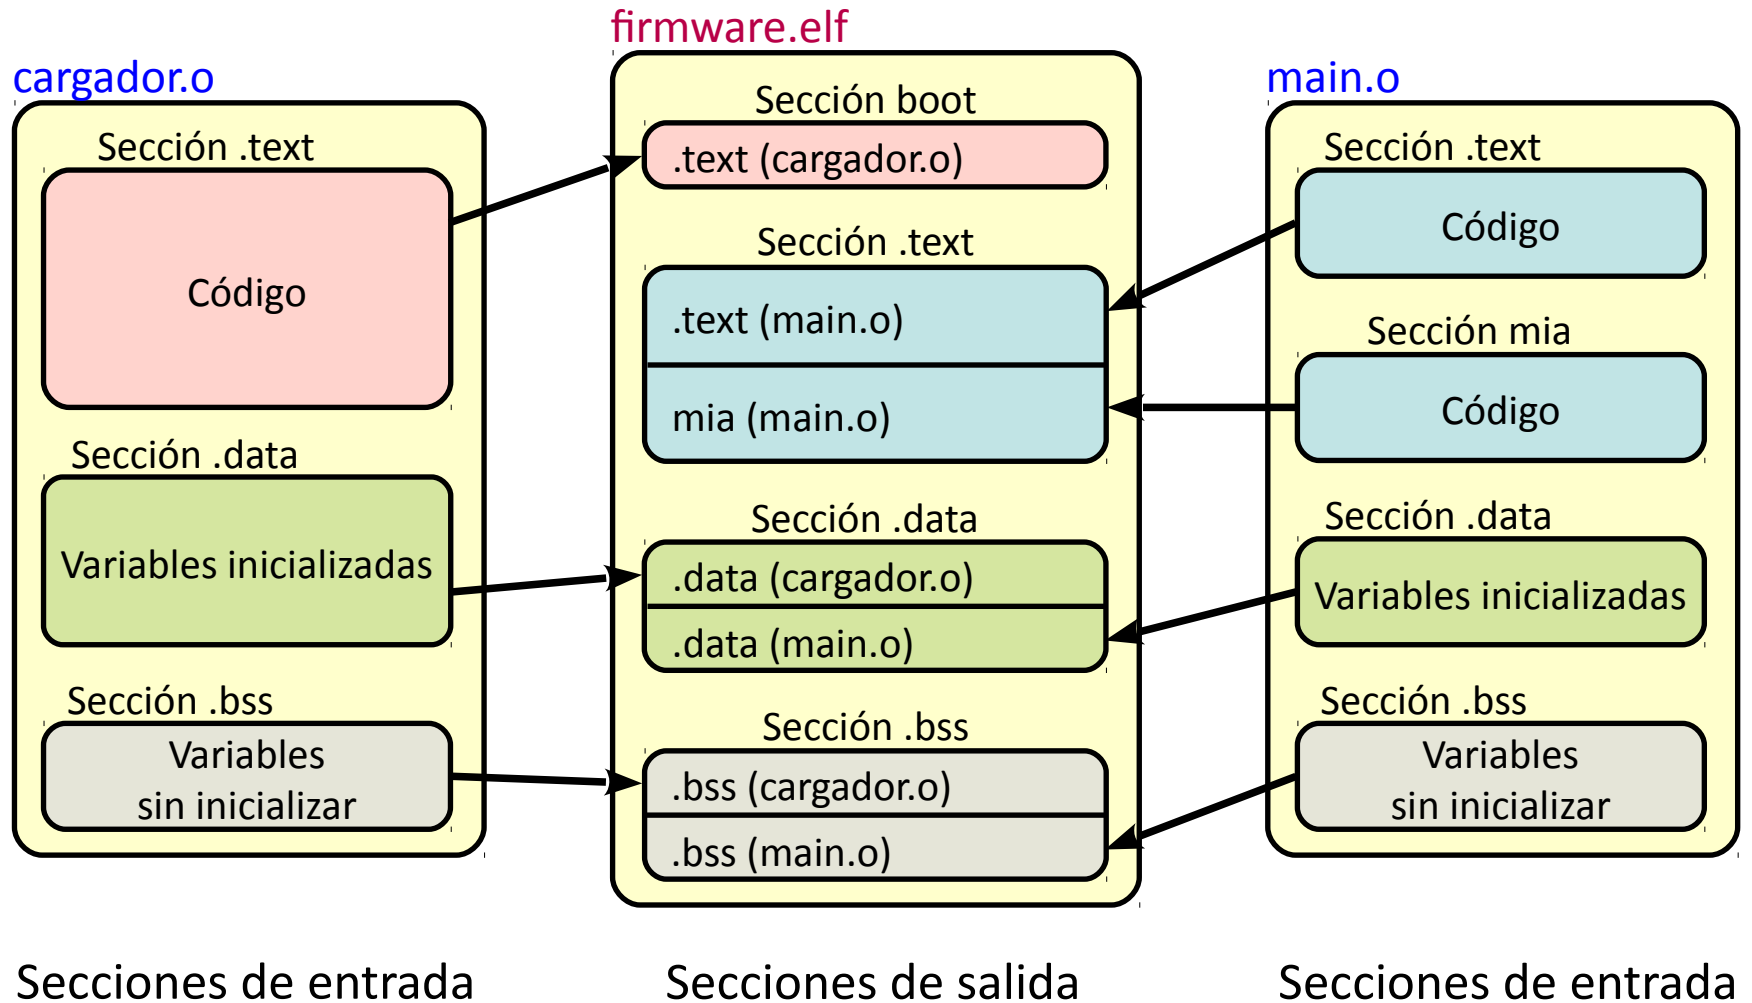 cargador.o
Sección .text
Código
Sección .data
Variables inicializadas
Sección .bss
Variables
sin inicializar
Secciones de entrada
firmware.elf
Sección boot
.text (cargador.o)
Sección .text
.text (main.o)
mia (main.o)
Sección .data
.data (cargador.o)
.data (main.o)
Sección .bss
.bss (cargador.o)
.bss (main.o)
Secciones de salida
main.o
Sección .text
Código
Sección mia
Código
Sección .data
Variables inicializadas
Sección .bss
Variables
sin inicializar
Secciones de entrada